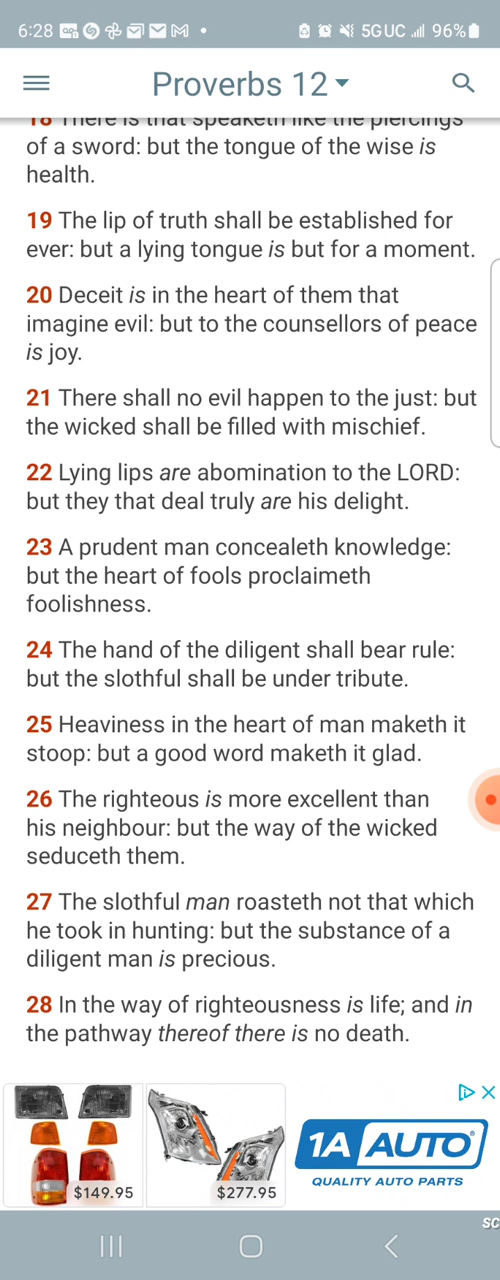 6:28
5GUC
96%
Proverbs 12
18 There is that speaketh like the piercings
of a sword: but the tongue of the wise is
health.
19 The lip of truth shall be established for
ever: but a lying tongue is but for a moment.
20 Deceit is in the heart of them that
imagine evil: but to the counsellors of peace
is joy.
21 There shall no evil happen to the just: but
the wicked shall be filled with mischief.
22 Lying lips are abomination to the LORD:
but they that deal truly are his delight.
23 A prudent man concealeth knowledge:
but the heart of fools proclaimeth
foolishness.
24 The hand of the diligent shall bear rule:
but the slothful shall be under tribute.
25 Heaviness in the heart of man maketh it
stoop: but a good word maketh it glad.
26 The righteous is more excellent than
his neighbour: but the way of the wicked
seduceth them.
27 The slothful man roasteth not that which
he took in hunting: but the substance of a
diligent man is precious.
28 In the way of righteousness is life; and in
the pathway thereof there is no death.
$149.95
$277.95
1A AUTO®
QUALITY AUTO PARTS
SC